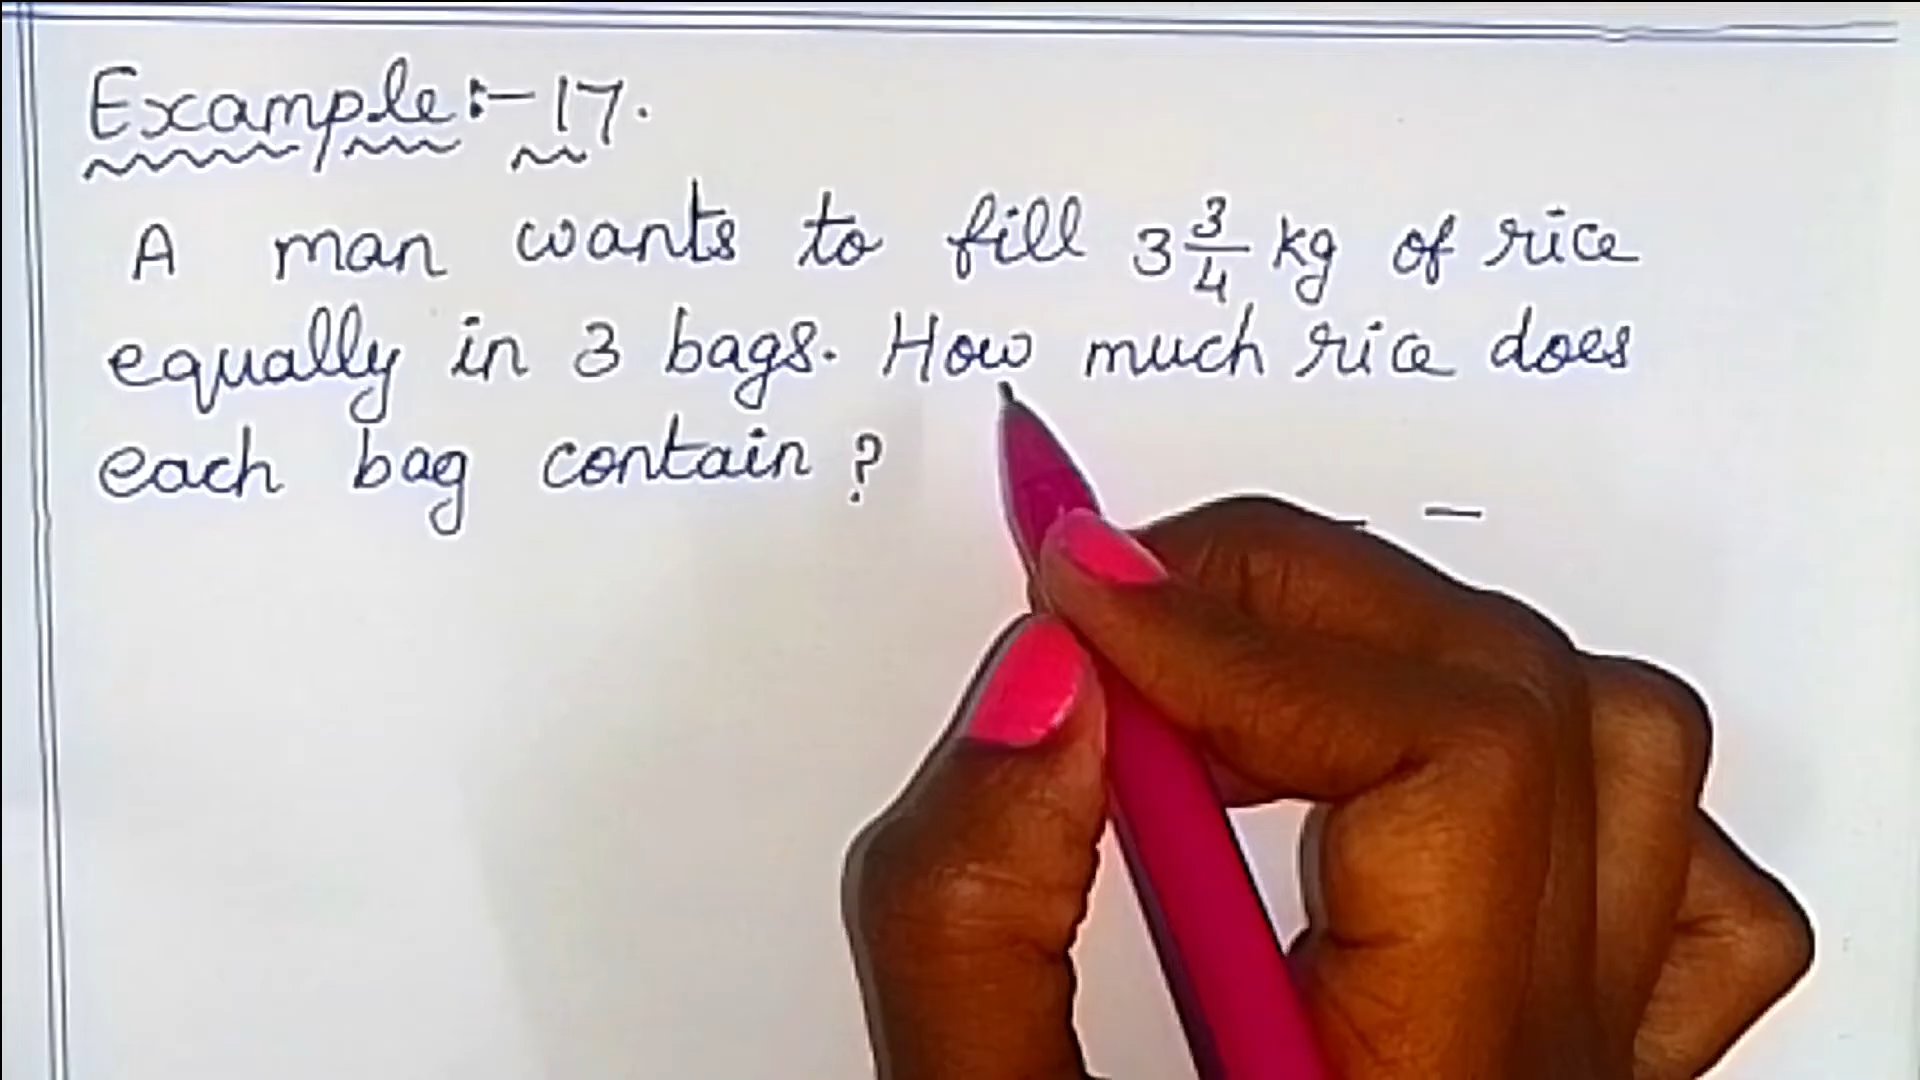 Example:-17.
A man wants to fill 3 3/4 kg of rice
equally in 3 bags. How much rice does
each bag contain?